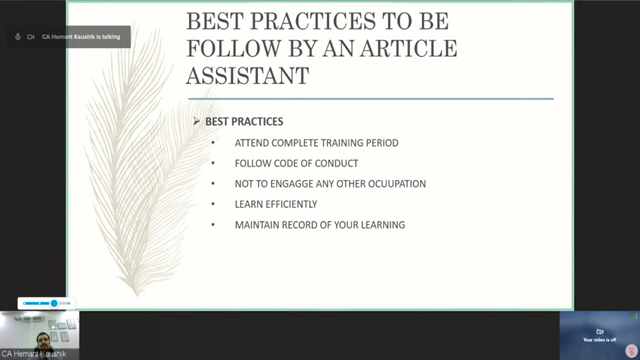 CA Hemant Kaushik is talking
BEST PRACTICES TO BE
FOLLOW BY AN ARTICLE
ASSISTANT
➢ BEST PRACTICES
• ATTEND COMPLETE TRAINING PERIOD
• FOLLOW CODE OF CONDUCT
• NOT TO ENGAGGE ANY OTHER OCUUPATION
• LEARN EFFICIENTLY
• MAINTAIN RECORD OF YOUR LEARNING
CA Hemant Kaushik
Your video is off